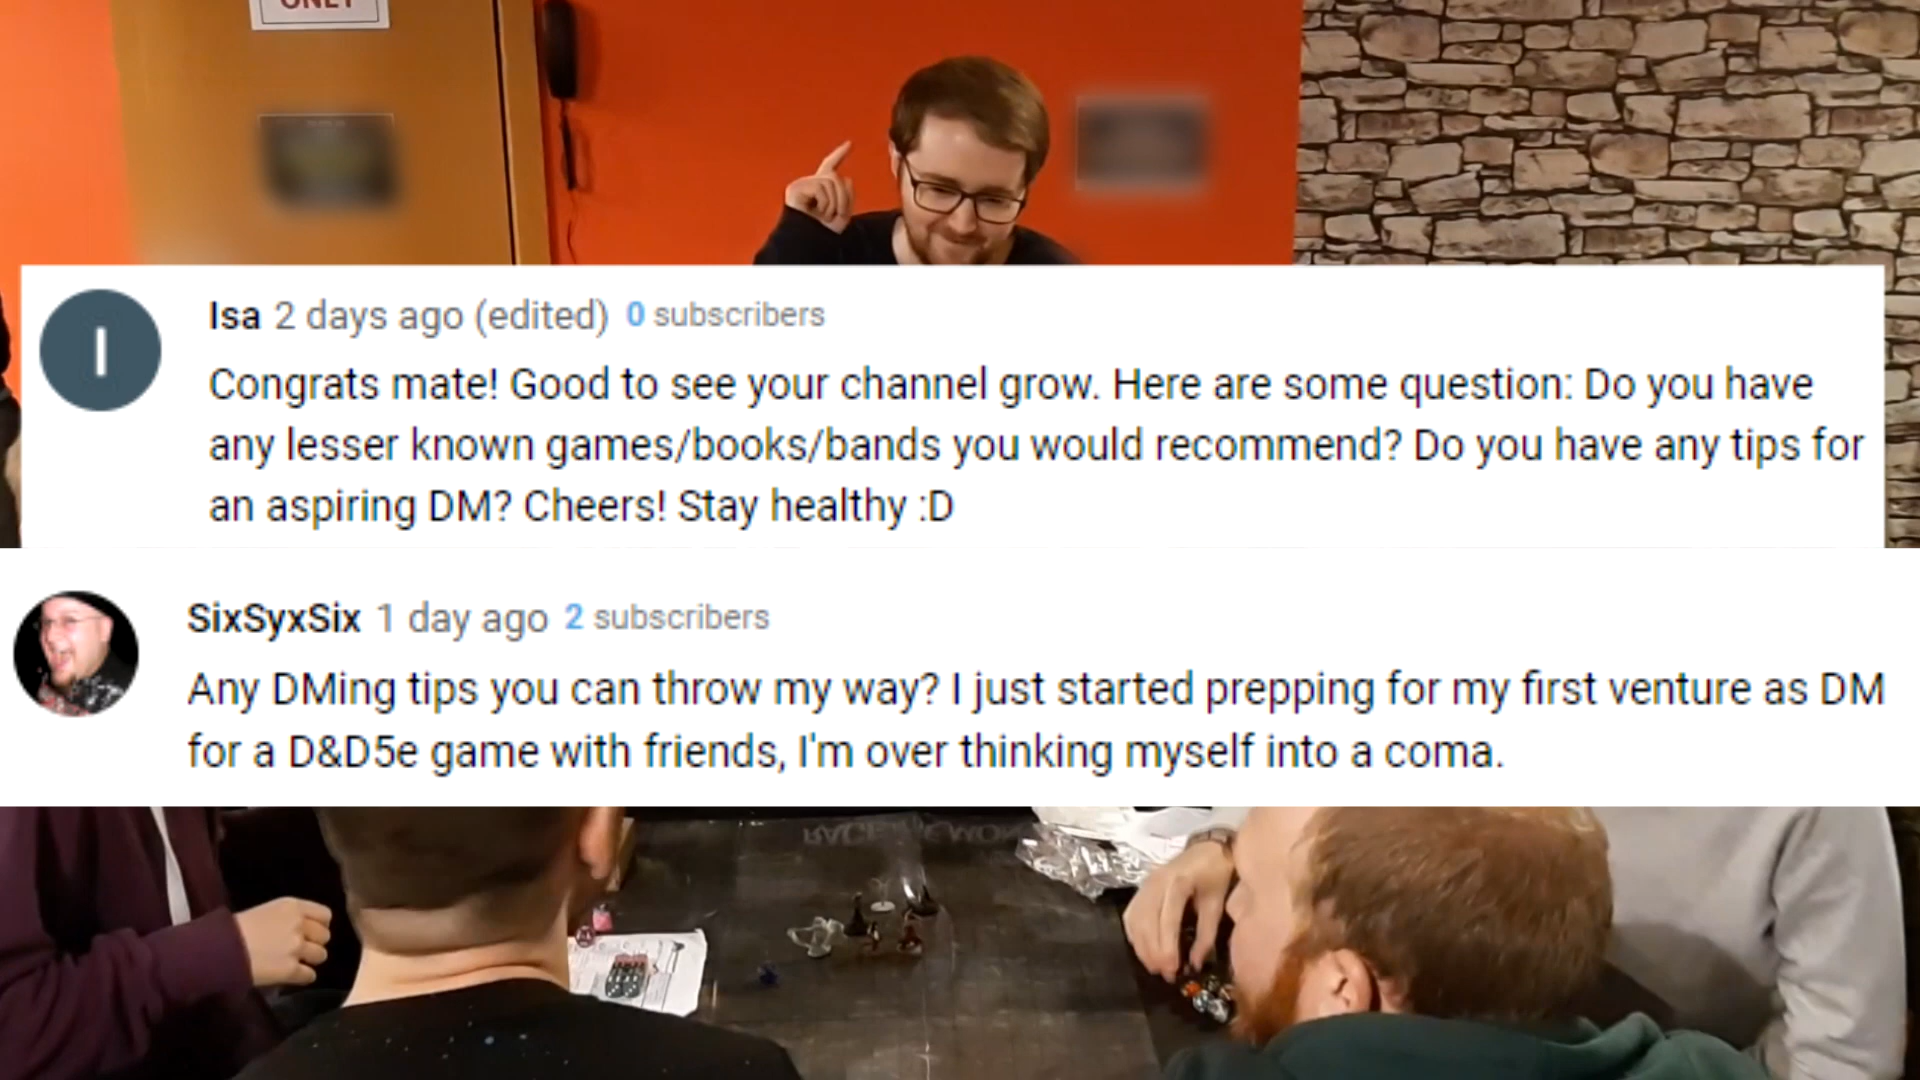 ONLY
I
Isa 2 days ago (edited) 0 subscribers
Congrats mate! Good to see your channel grow. Here are some question: Do you have
any lesser known games/books/bands you would recommend? Do you have any tips for
an aspiring DM? Cheers! Stay healthy :D
SixSyxSix 1 day ago 2 subscribers
Any DMing tips you can throw my way? I just started prepping for my first venture as DM
for a D&D5e game with friends, I'm over thinking myself into a coma.